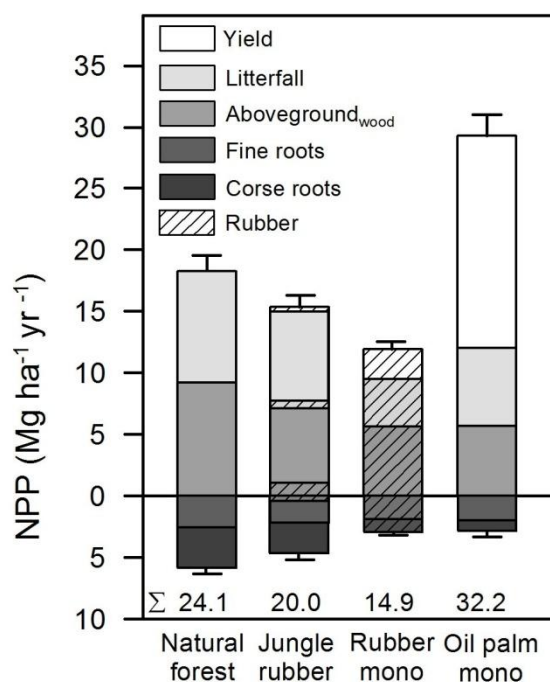 NPP (Mg ha⁻¹ yr ⁻¹)
35
30
25
20
15
10
5
0
5
10
Yield
Litterfall
Aboveground_wood
Fine roots
Corse roots
Rubber
Σ 24.1 20.0 14.9 32.2
Natural forest
Jungle rubber
Rubber mono
Oil palm mono